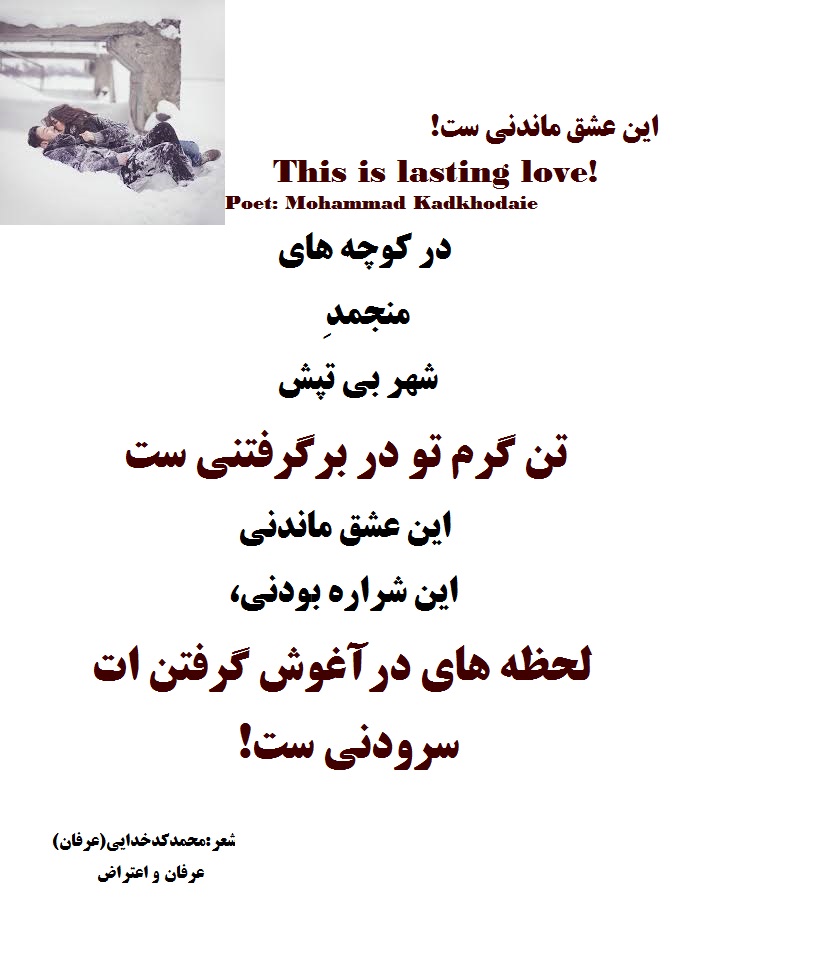 این عشق ماندنی ست!
This is lasting love!
Poet: Mohammad Kadkhodaie
در کوچه های
منجمدِ
شهر بی تپش
تن گرم تو در برگرفتنی ست
این عشق ماندنی
این شراره بودنی،
لحظه های درآغوش گرفتن ات
سرودنی ست!
شعر:محمدکدخدایی(عرفان)
عرفان و اعتراض